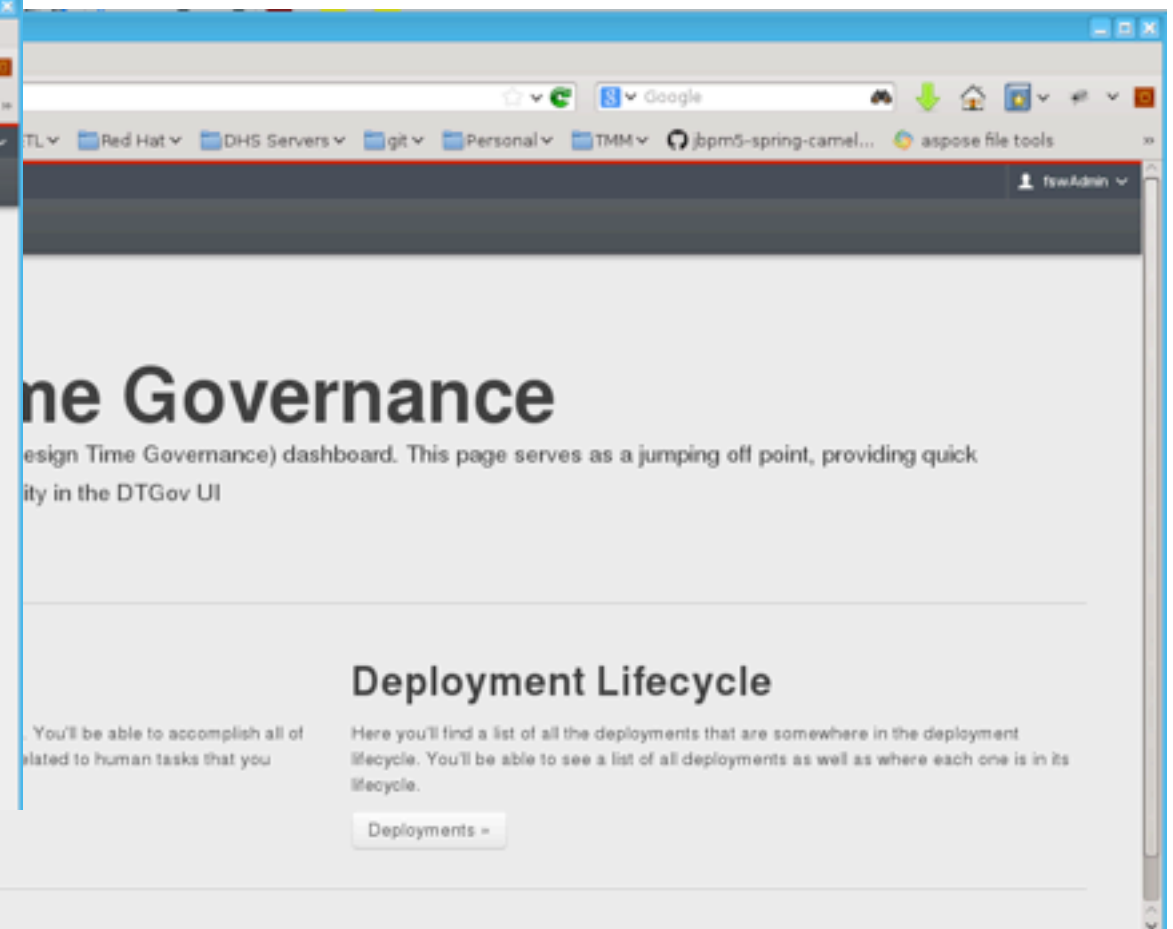 Google
TL Red Hat DHS Servers git Personal TMM jbpm5-spring-camel... aspose file tools »
fswAdmin
me Governance
esign Time Governance) dashboard. This page serves as a jumping off point, providing quick
ity in the DTGov UI
. You'll be able to accomplish all of
elated to human tasks that you
Deployment Lifecycle
Here you'll find a list of all the deployments that are somewhere in the deployment
lifecycle. You'll be able to see a list of all deployments as well as where each one is in its
lifecycle.
Deployments »